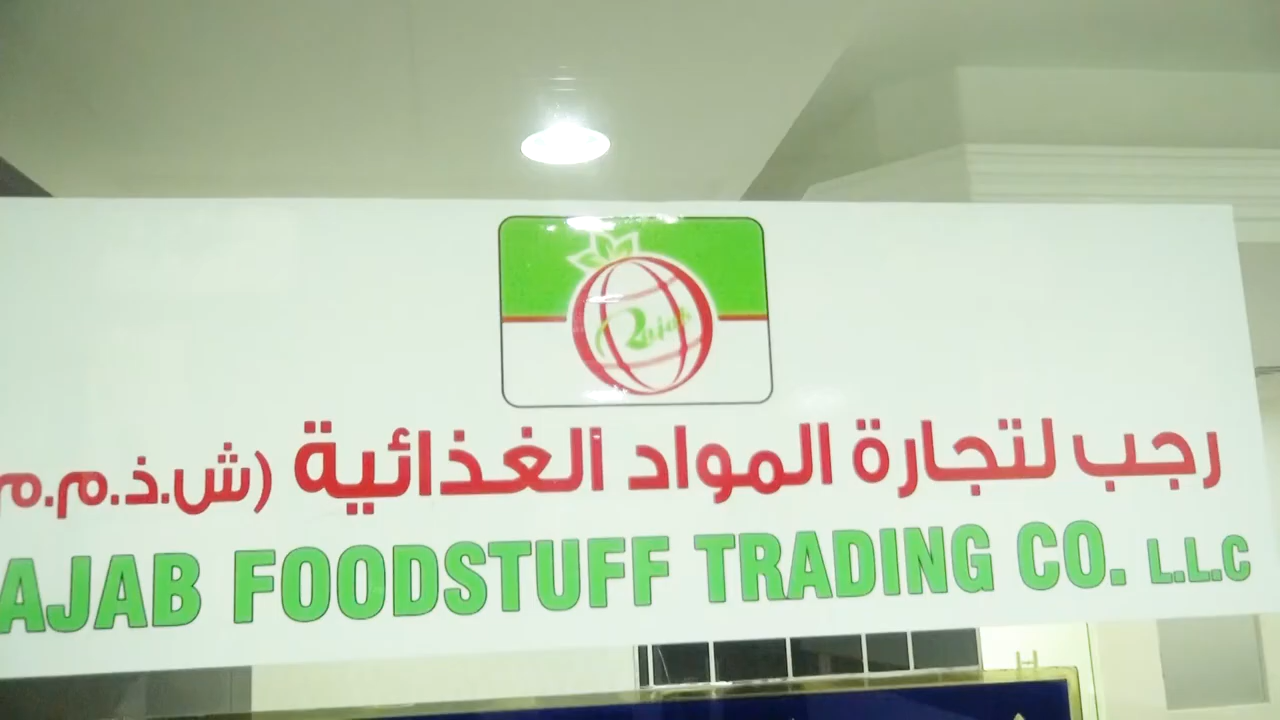 Rajab
رجب لتجارة المواد الغذائية (ش.ذ.م.م
AJAB FOODSTUFF TRADING CO. L.L.C
H